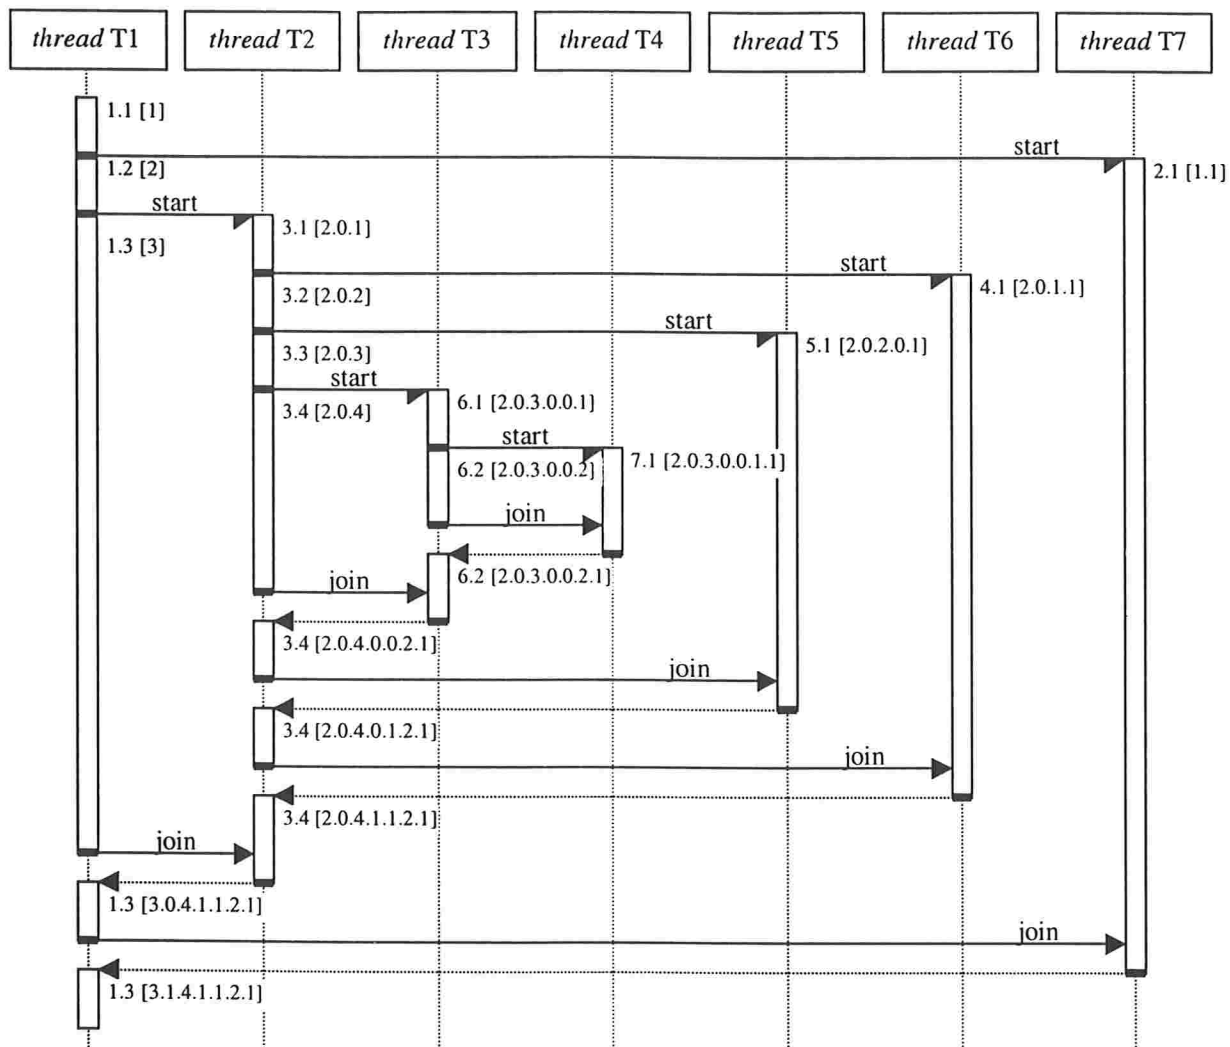 thread T1 thread T2 thread T3 thread T4 thread T5 thread T6 thread T7
1.1 [1]
start
1.2 [2]
2.1 [1.1]
start
3.1 [2.0.1]
1.3 [3]
start
4.1 [2.0.1.1]
3.2 [2.0.2]
start
5.1 [2.0.2.0.1]
3.3 [2.0.3]
start
6.1 [2.0.3.0.0.1]
3.4 [2.0.4]
start
6.2 [2.0.3.0.0.2]
7.1 [2.0.3.0.0.1.1]
join
6.2 [2.0.3.0.0.2.1]
join
3.4 [2.0.4.0.0.2.1]
join
3.4 [2.0.4.0.1.2.1]
join
3.4 [2.0.4.1.1.2.1]
join
1.3 [3.0.4.1.1.2.1]
join
1.3 [3.1.4.1.1.2.1]